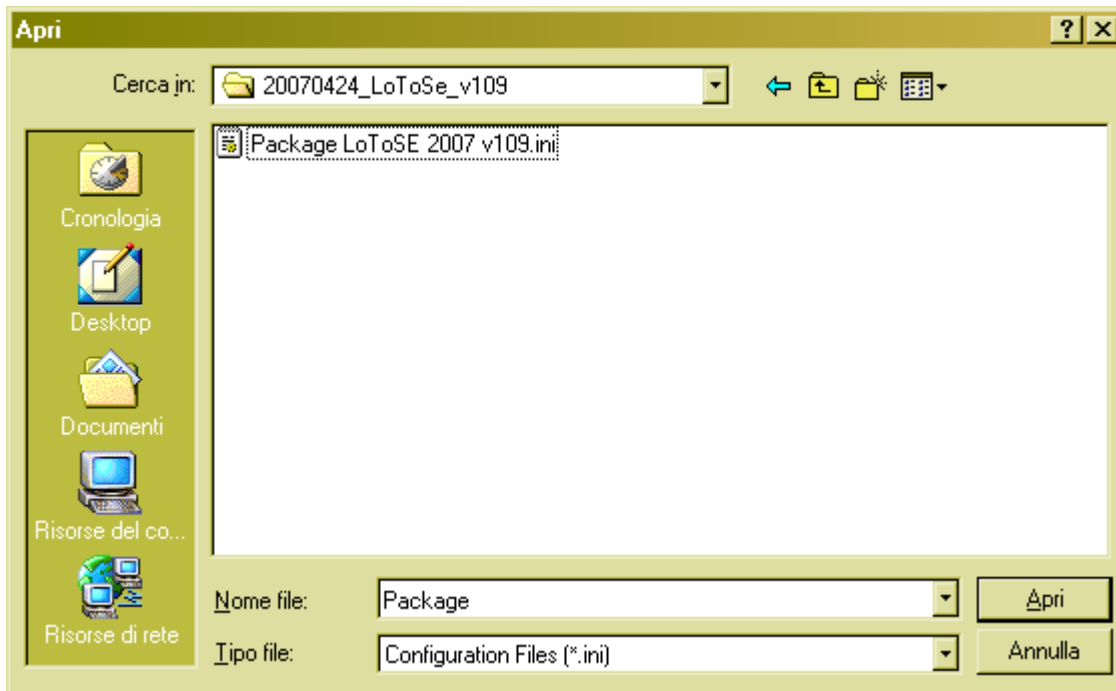 Apri
Cerca in: 20070424_LoToSe_v109
Package LoToSE 2007 v109.ini
Cronologia
Desktop
Documenti
Risorse del co...
Risorse di rete
Nome file: Package Apri
Tipo file: Configuration Files (*.ini) Annulla